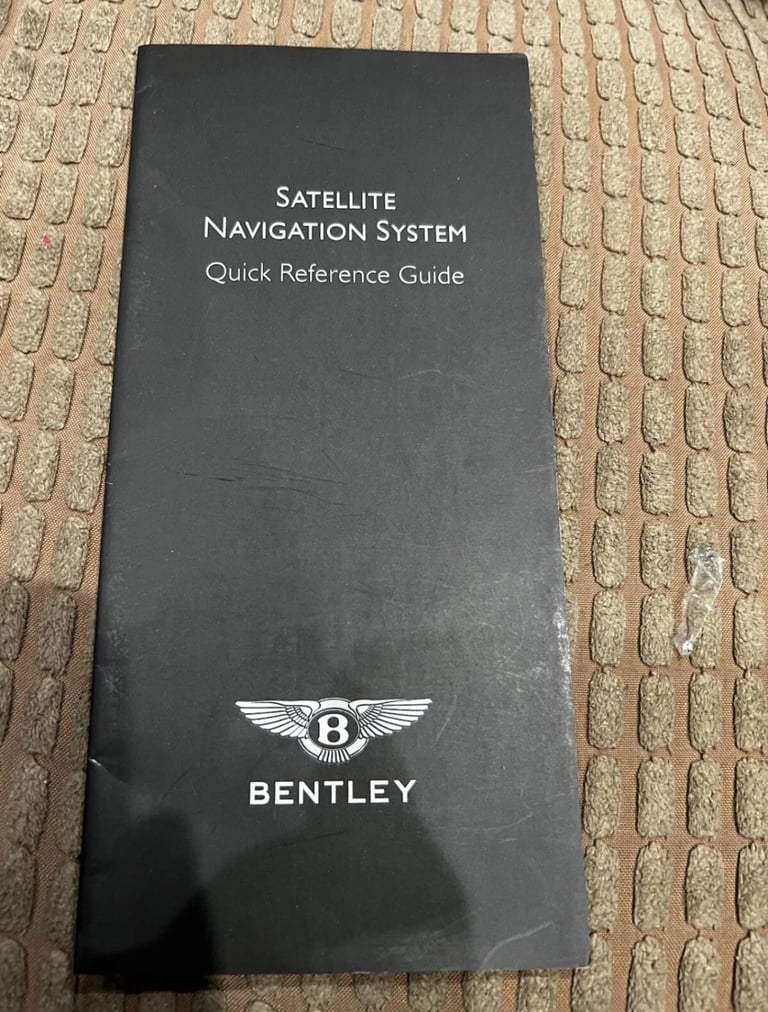 SATELLITE
NAVIGATION SYSTEM
Quick Reference Guide
B
BENTLEY